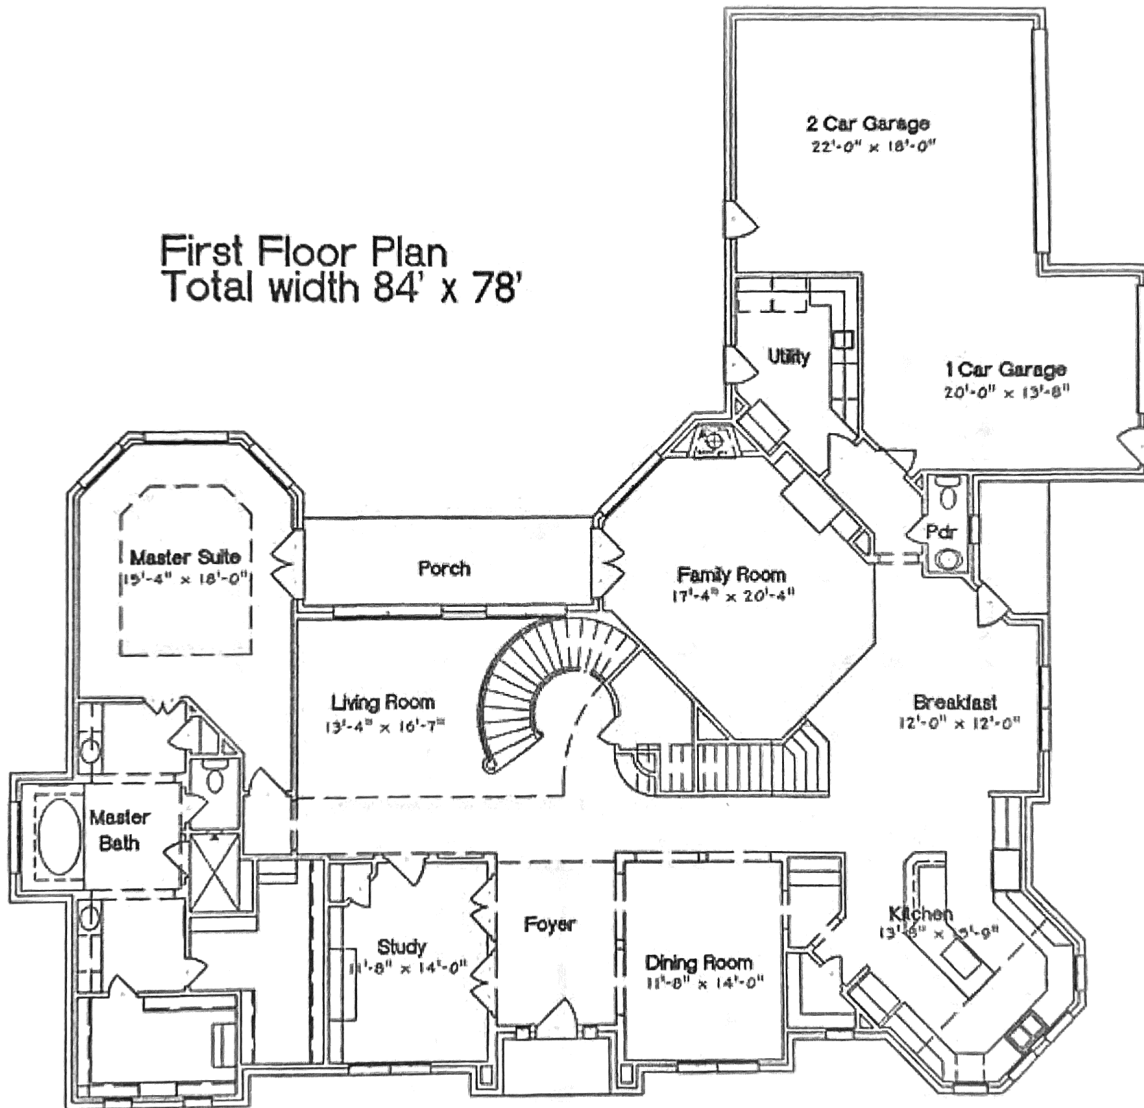 2 Car Garage
22'-0" x 18'-0"
First Floor Plan
Total width 84' x 78'
Utility
1 Car Garage
20'-0" x 13'-8"
Master Suite
15'-4" x 18'-0"
Porch
Family Room
17'-4" x 20'-4"
Pdr
Living Room
13'-4" x 16'-7"
Breakfast
12'-0" x 12'-0"
Master
Bath
Study
11'-8" x 14'-0"
Foyer
Dining Room
11'-8" x 14'-0"
Kitchen